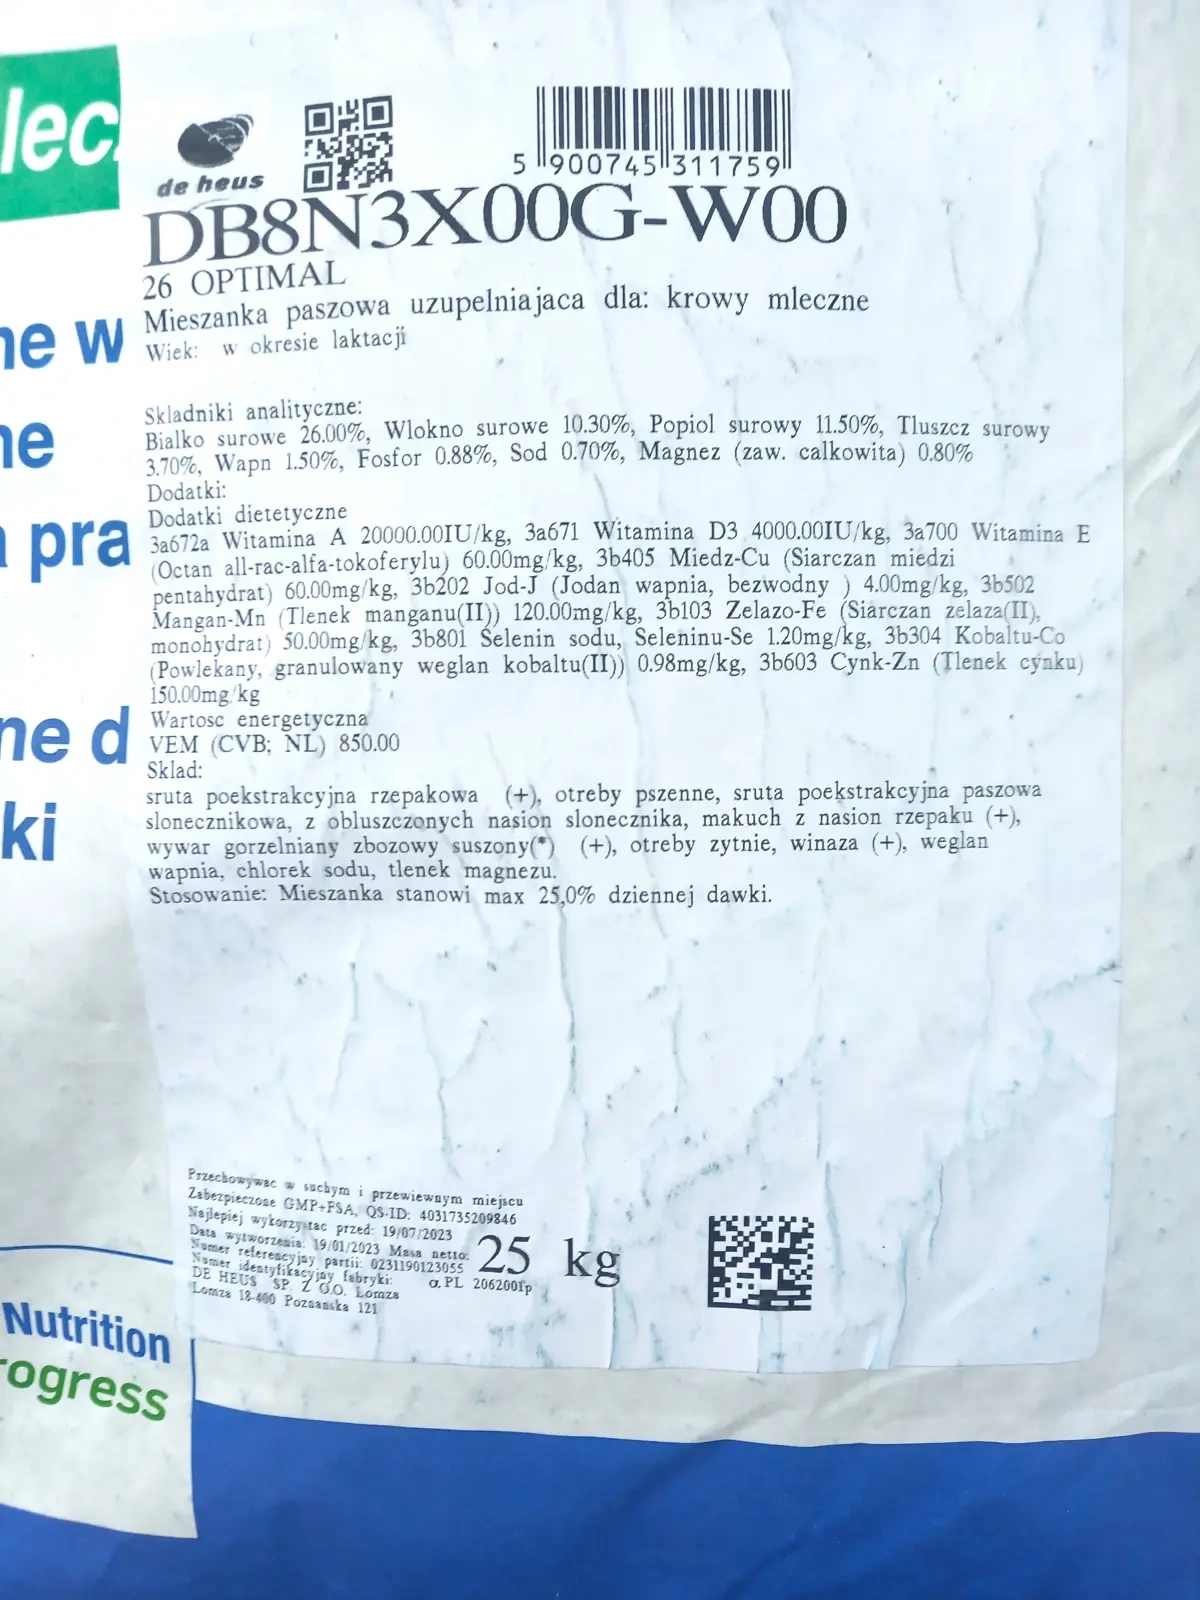 lec
de heus
5 900745 311759
DB8N3X00G-W00
26 OPTIMAL
Mieszanka paszowa uzupelniajaca dla: krowy mleczne
Wiek: w okresie laktacji
ne w
ne
pra
ne d
ki
Skladniki analityczne:
Bialko surowe 26.00%, Wlokno surowe 10.30%, Popiol surowy 11.50%, Tluszcz surowy
3.70%, Wapn 1.50%, Fosfor 0.88%, Sod 0.70%, Magnez (zaw. calkowita) 0.80%
Dodatki:
Dodatki dietetyczne
3a672a Witamina A 20000.00IU/kg, 3a671 Witamina D3 4000.00IU/kg, 3a700 Witamina E
(Octan all-rac-alfa-tokoferylu) 60.00mg/kg, 3b405 Miedz-Cu (Siarczan miedzi
pentahydrat) 60.00mg/kg, 3b202 Jod-J (Jodan wapnia, bezwodny ) 4.00mg/kg, 3b502
Mangan-Mn (Tlenek manganu(II)) 120.00mg/kg, 3b103 Zelazo-Fe (Siarczan zelaza(II),
monohydrat) 50.00mg/kg, 3b801 Selenin sodu, Seleninu-Se 1.20mg/kg, 3b304 Kobaltu-Co
(Powlekany, granulowany weglan kobaltu(II)) 0.98mg/kg, 3b603 Cynk-Zn (Tlenek cynku)
150.00mg/kg
Wartosc energetyczna
VEM (CVB; NL) 850.00
Sklad:
sruta poekstrakcyjna rzepakowa (+), otreby pszenne, sruta poekstrakcyjna paszowa
slonecznikowa, z obluszczonych nasion slonecznika, makuch z nasion rzepaku (+),
wywar gorzelniany zbozowy suszony(*) (+), otreby zytnie, winaza (+), weglan
wapnia, chlorek sodu, tlenek magnezu.
Stosowanie: Mieszanka stanowi max 25,0% dziennej dawki.
Przechowywac w suchym i przewiewnym miejscu
Zabezpieczone GMP+FSA, QS-ID: 4031735209846
Najlepiej wykorzystac przed: 19/07/2023
Data wytworzenia: 19/01/2023 Masa netto: 25 kg
Numer referencyjny partii: 0231190123055
Numer identyfikacyjny fabryki: α PL 206200lp
DE HEUS SP. Z O.O. Lomza
Lomza 18-400 Poznanska 121
Nutrition
rogress